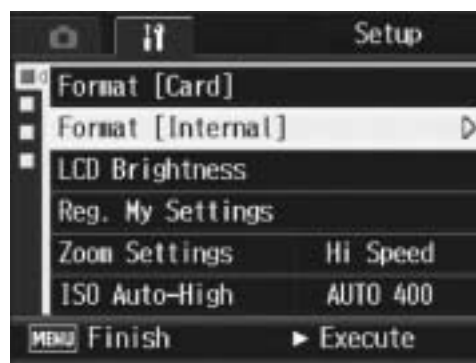 Setup
Format [Card]
Format [Internal]
LCD Brightness
Reg. My Settings
Zoom Settings Hi Speed
ISO Auto-High AUTO 400
MENU Finish ► Execute